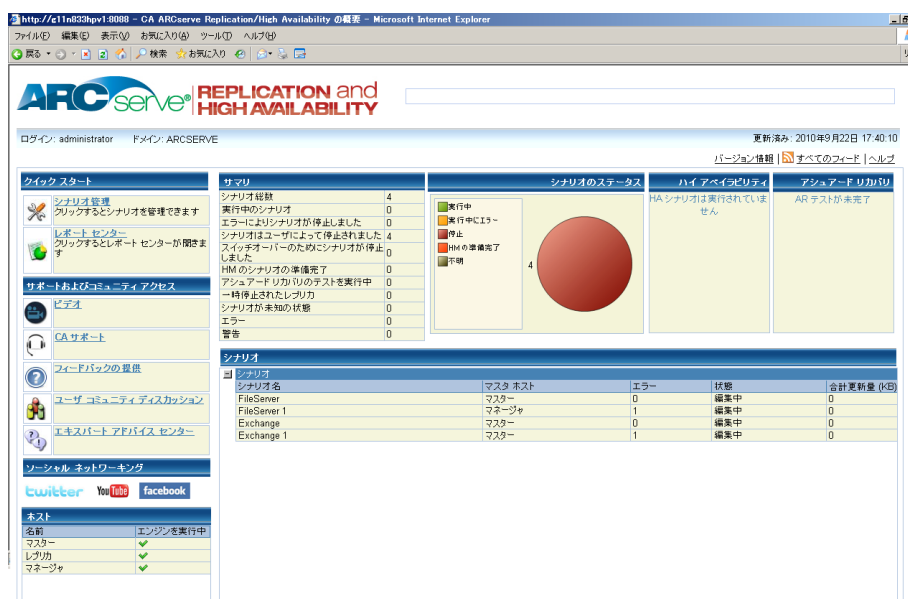 http://g11n833hpv1:8088 - CA ARCserve Replication/High Availability の概要 - Microsoft Internet Explorer
ファイル(F) 編集(E) 表示(V) お気に入り(A) ツール(T) ヘルプ(H)
戻る 検索 お気に入り
ARCserve® REPLICATION and HIGH AVAILABILITY
ログイン: administrator ドメイン: ARCSERVE 更新済み: 2010年9月22日 17:40:10
バージョン情報 | すべてのフィード | ヘルプ
クイック スタート
シナリオ管理
クリックするとシナリオを管理できます
レポート センター
クリックするとレポート センターが開きま
す
サポートおよびコミュニティ アクセス
ビデオ
CA サポート
フィードバックの提供
ユーザ コミュニティ ディスカッション
エキスパート アドバイス センター
ソーシャル ネットワーキング
twitter YouTube facebook
ホスト
名前 エンジンを実行中
マスター
レプリカ
マネージャ
サマリ
シナリオ総数 4
実行中のシナリオ 0
エラーによりシナリオが停止しました 0
シナリオはユーザによって停止されました 4
スイッチオーバーのためにシナリオが停止
しました 0
HM のシナリオの準備完了 0
アシュアード リカバリのテストを実行中 0
一時停止されたレプリカ 0
シナリオが未知の状態 0
エラー 0
警告 0
シナリオのステータス
実行中
実行中にエラー
停止
HM の準備完了
不明
4
ハイ アベイラビリティ
HA シナリオは実行されていま
せん
アシュアード リカバリ
AR テストが未完了
シナリオ
シナリオ
シナリオ名 マスタ ホスト エラー 状態 合計更新量 (KB)
FileServer マスター 0 編集中 0
FileServer 1 マネージャ 1 編集中 0
Exchange マスター 0 編集中 0
Exchange 1 マスター 1 編集中 0